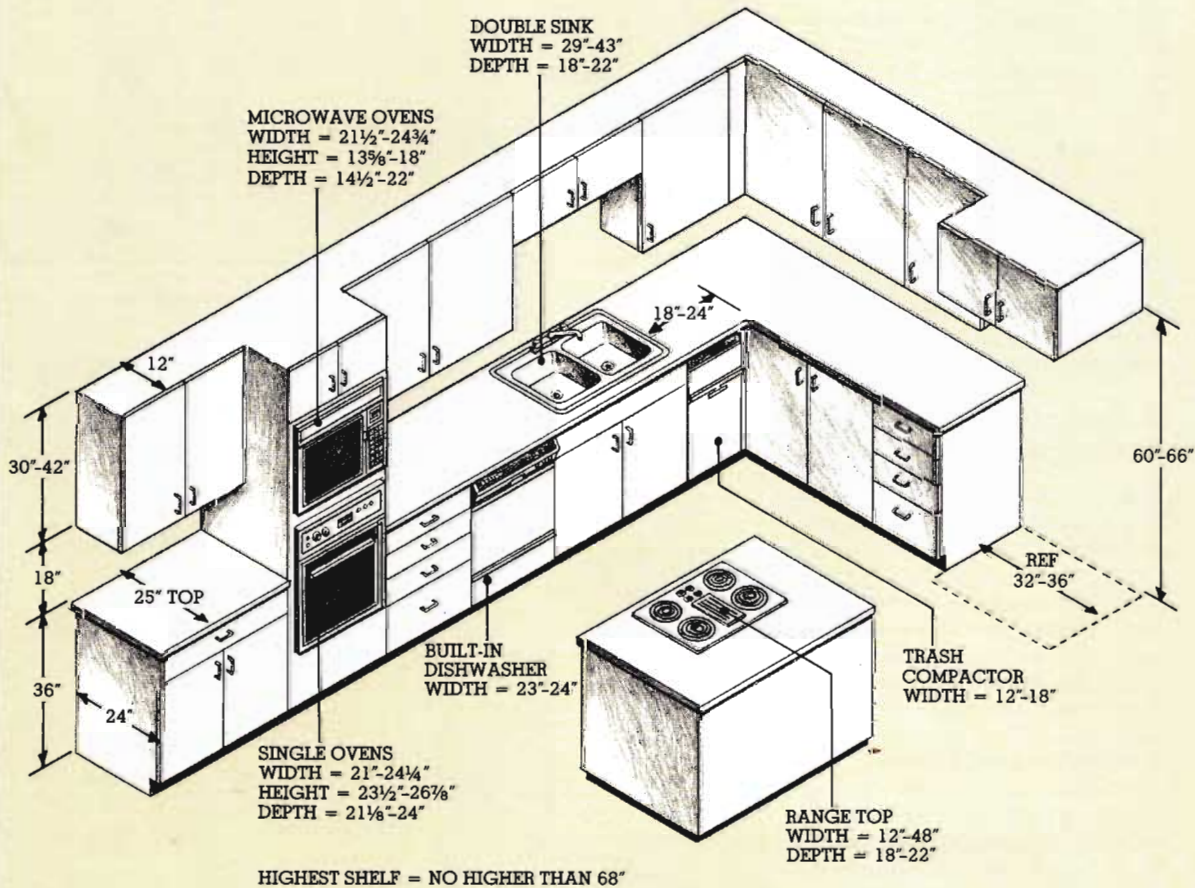 DOUBLE SINK
WIDTH = 29"-43"
DEPTH = 18"-22"
MICROWAVE OVENS
WIDTH = 21½"-24¾"
HEIGHT = 13⅝"-18"
DEPTH = 14½"-22"
18"-24"
12"
30"-42"
60"-66"
18"
25" TOP
REF
32"-36"
36"
24"
BUILT-IN
DISHWASHER
WIDTH = 23"-24"
TRASH
COMPACTOR
WIDTH = 12"-18"
SINGLE OVENS
WIDTH = 21"-24¼"
HEIGHT = 23½"-26⅞"
DEPTH = 21⅛"-24"
RANGE TOP
WIDTH = 12"-48"
DEPTH = 18"-22"
HIGHEST SHELF = NO HIGHER THAN 68"